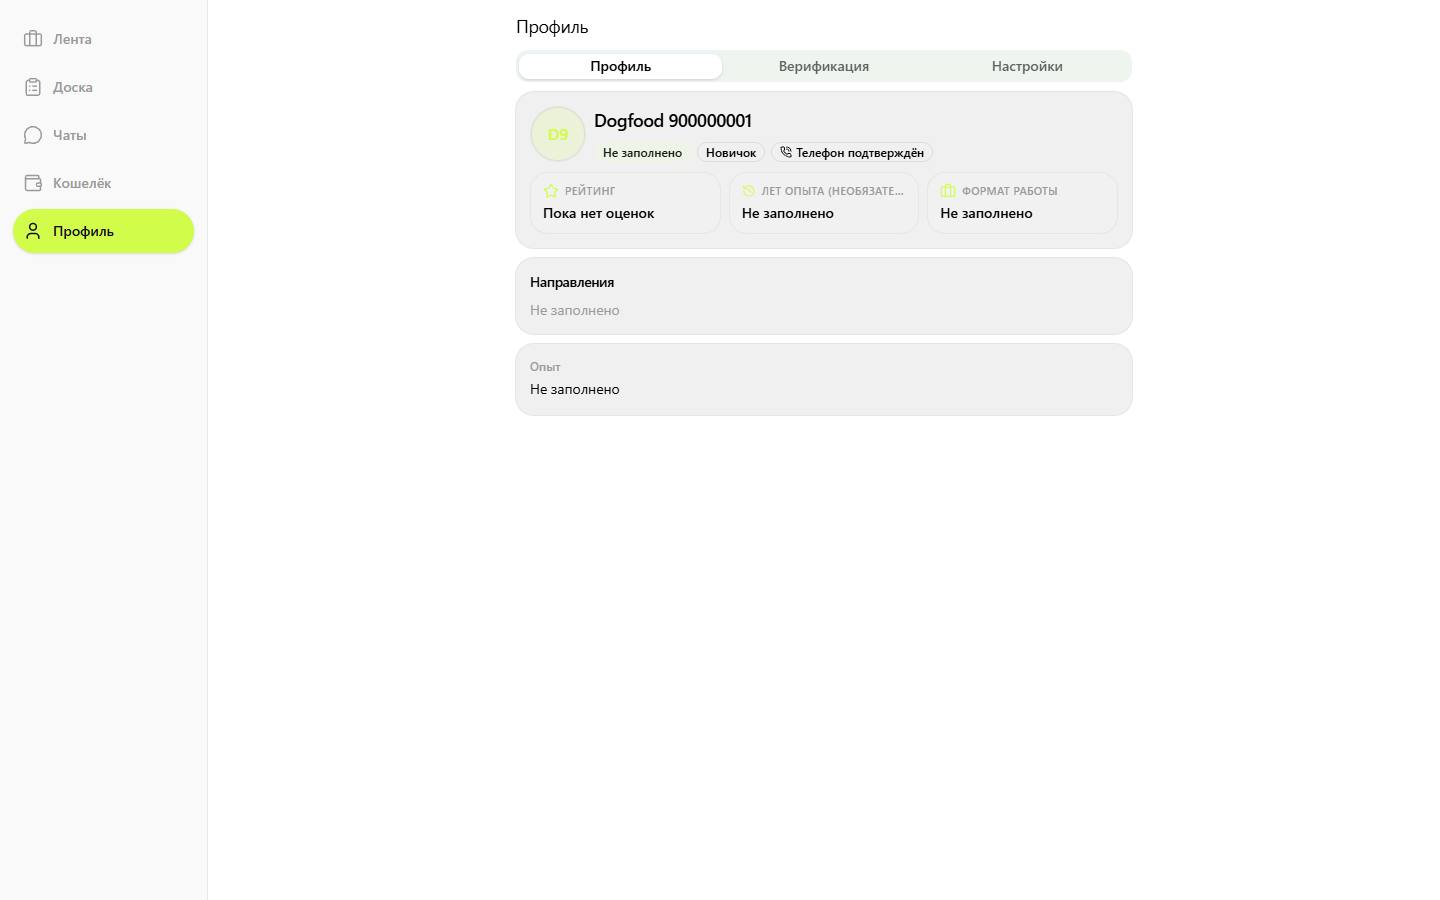 Лента
Доска
Чаты
Кошелёк
Профиль
Профиль
Профиль
Верификация
Настройки
D9
Dogfood 900000001
Не заполнено
Новичок
Телефон подтверждён
РЕЙТИНГ
Пока нет оценок
ЛЕТ ОПЫТА (НЕОБЯЗАТЕ...
Не заполнено
ФОРМАТ РАБОТЫ
Не заполнено
Направления
Не заполнено
Опыт
Не заполнено